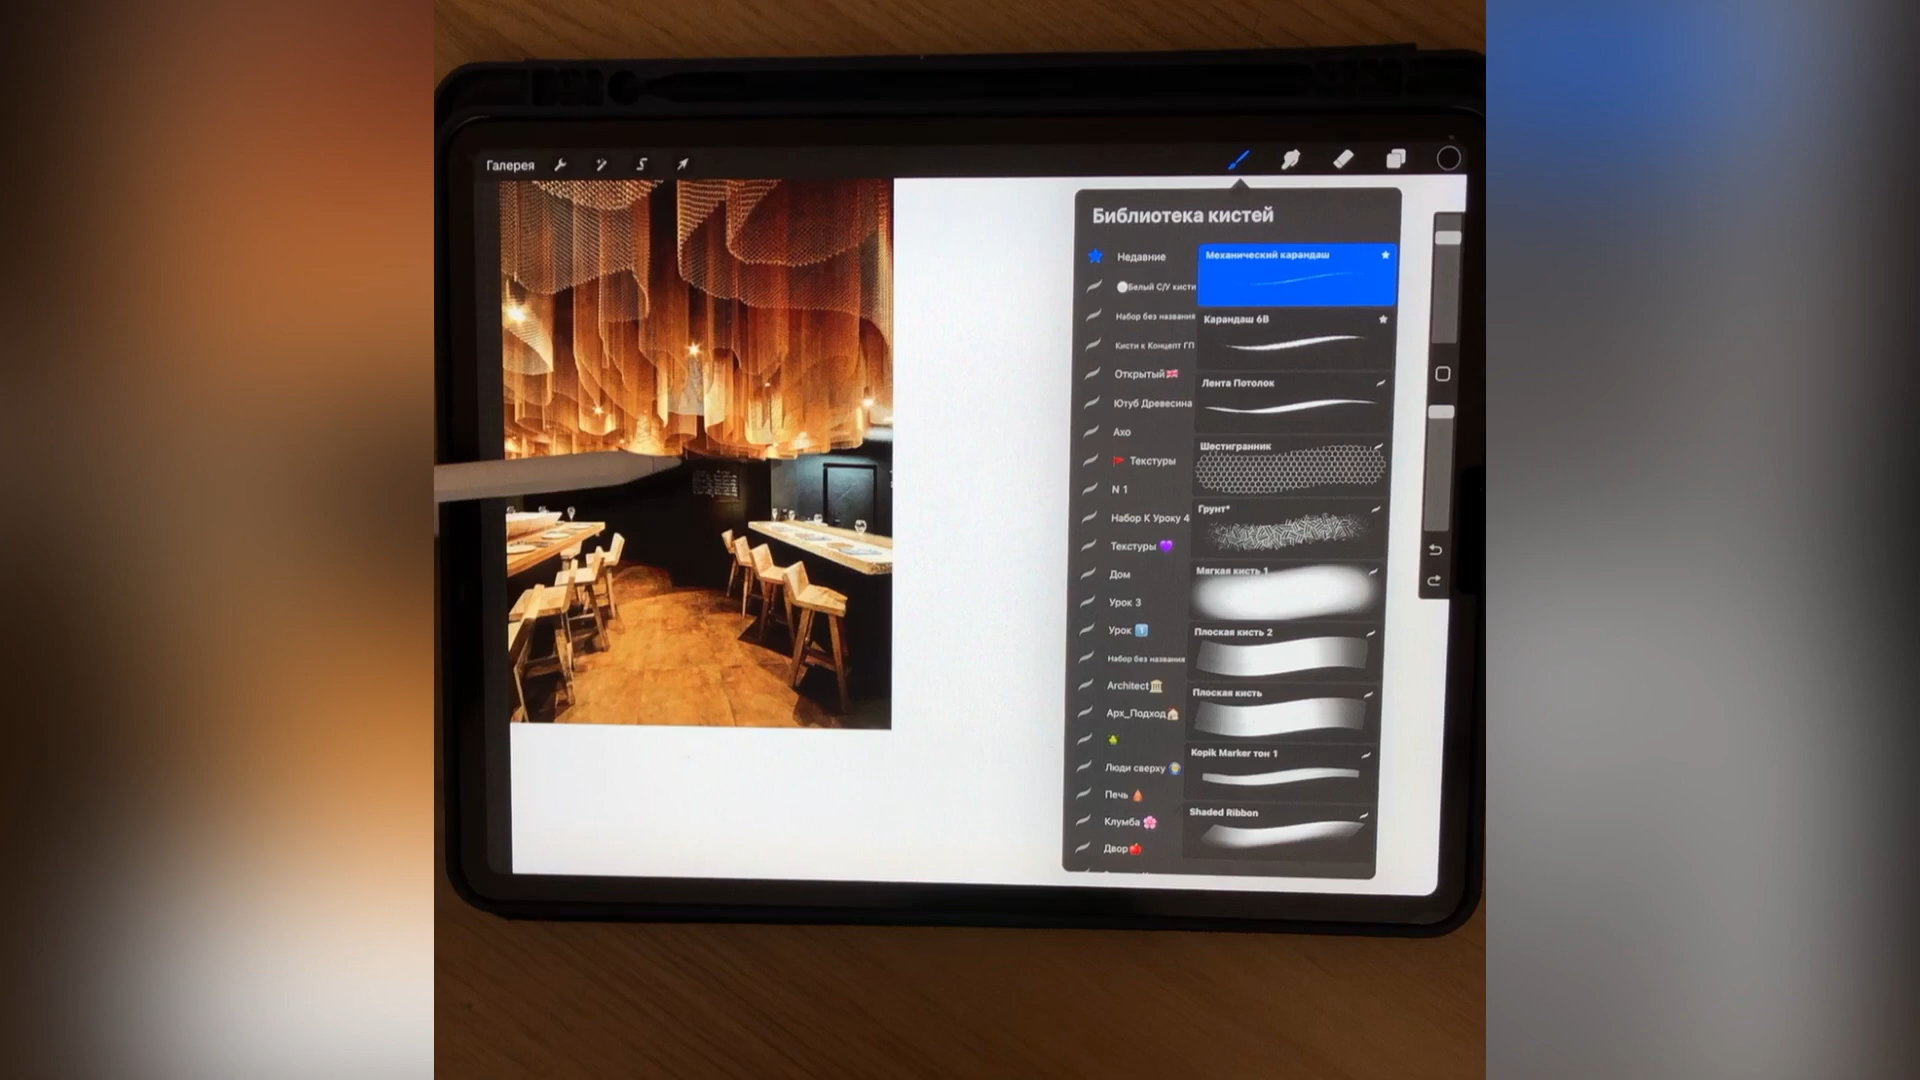 Галерея
Библиотека кистей
Недавние
Белый С/У кисти
Набор без названия
Кисти к Концепт ГП
Открытый
Ютуб Древесина
Ахо
Текстуры
N 1
Набор К Уроку 4
Текстуры
Дом
Урок 3
Урок 1
Набор без названия
Architect
Арх_Подход
Люди сверху
Печь
Клумба
Двор
Механический карандаш
Карандаш 6В
Лента Потолок
Шестигранник
Грунт*
Мягкая кисть 1
Плоская кисть 2
Плоская кисть
Kopik Marker тон 1
Shaded Ribbon